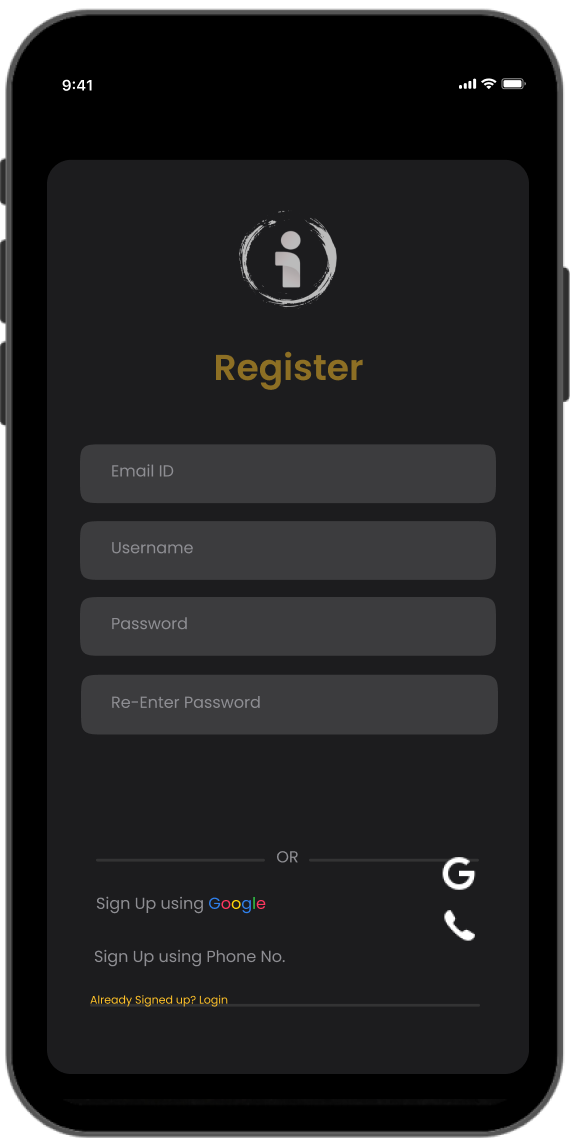 9:41
Register
Email ID
Username
Password
Re-Enter Password
OR
Sign Up using Google
Sign Up using Phone No.
Already Signed up? Login